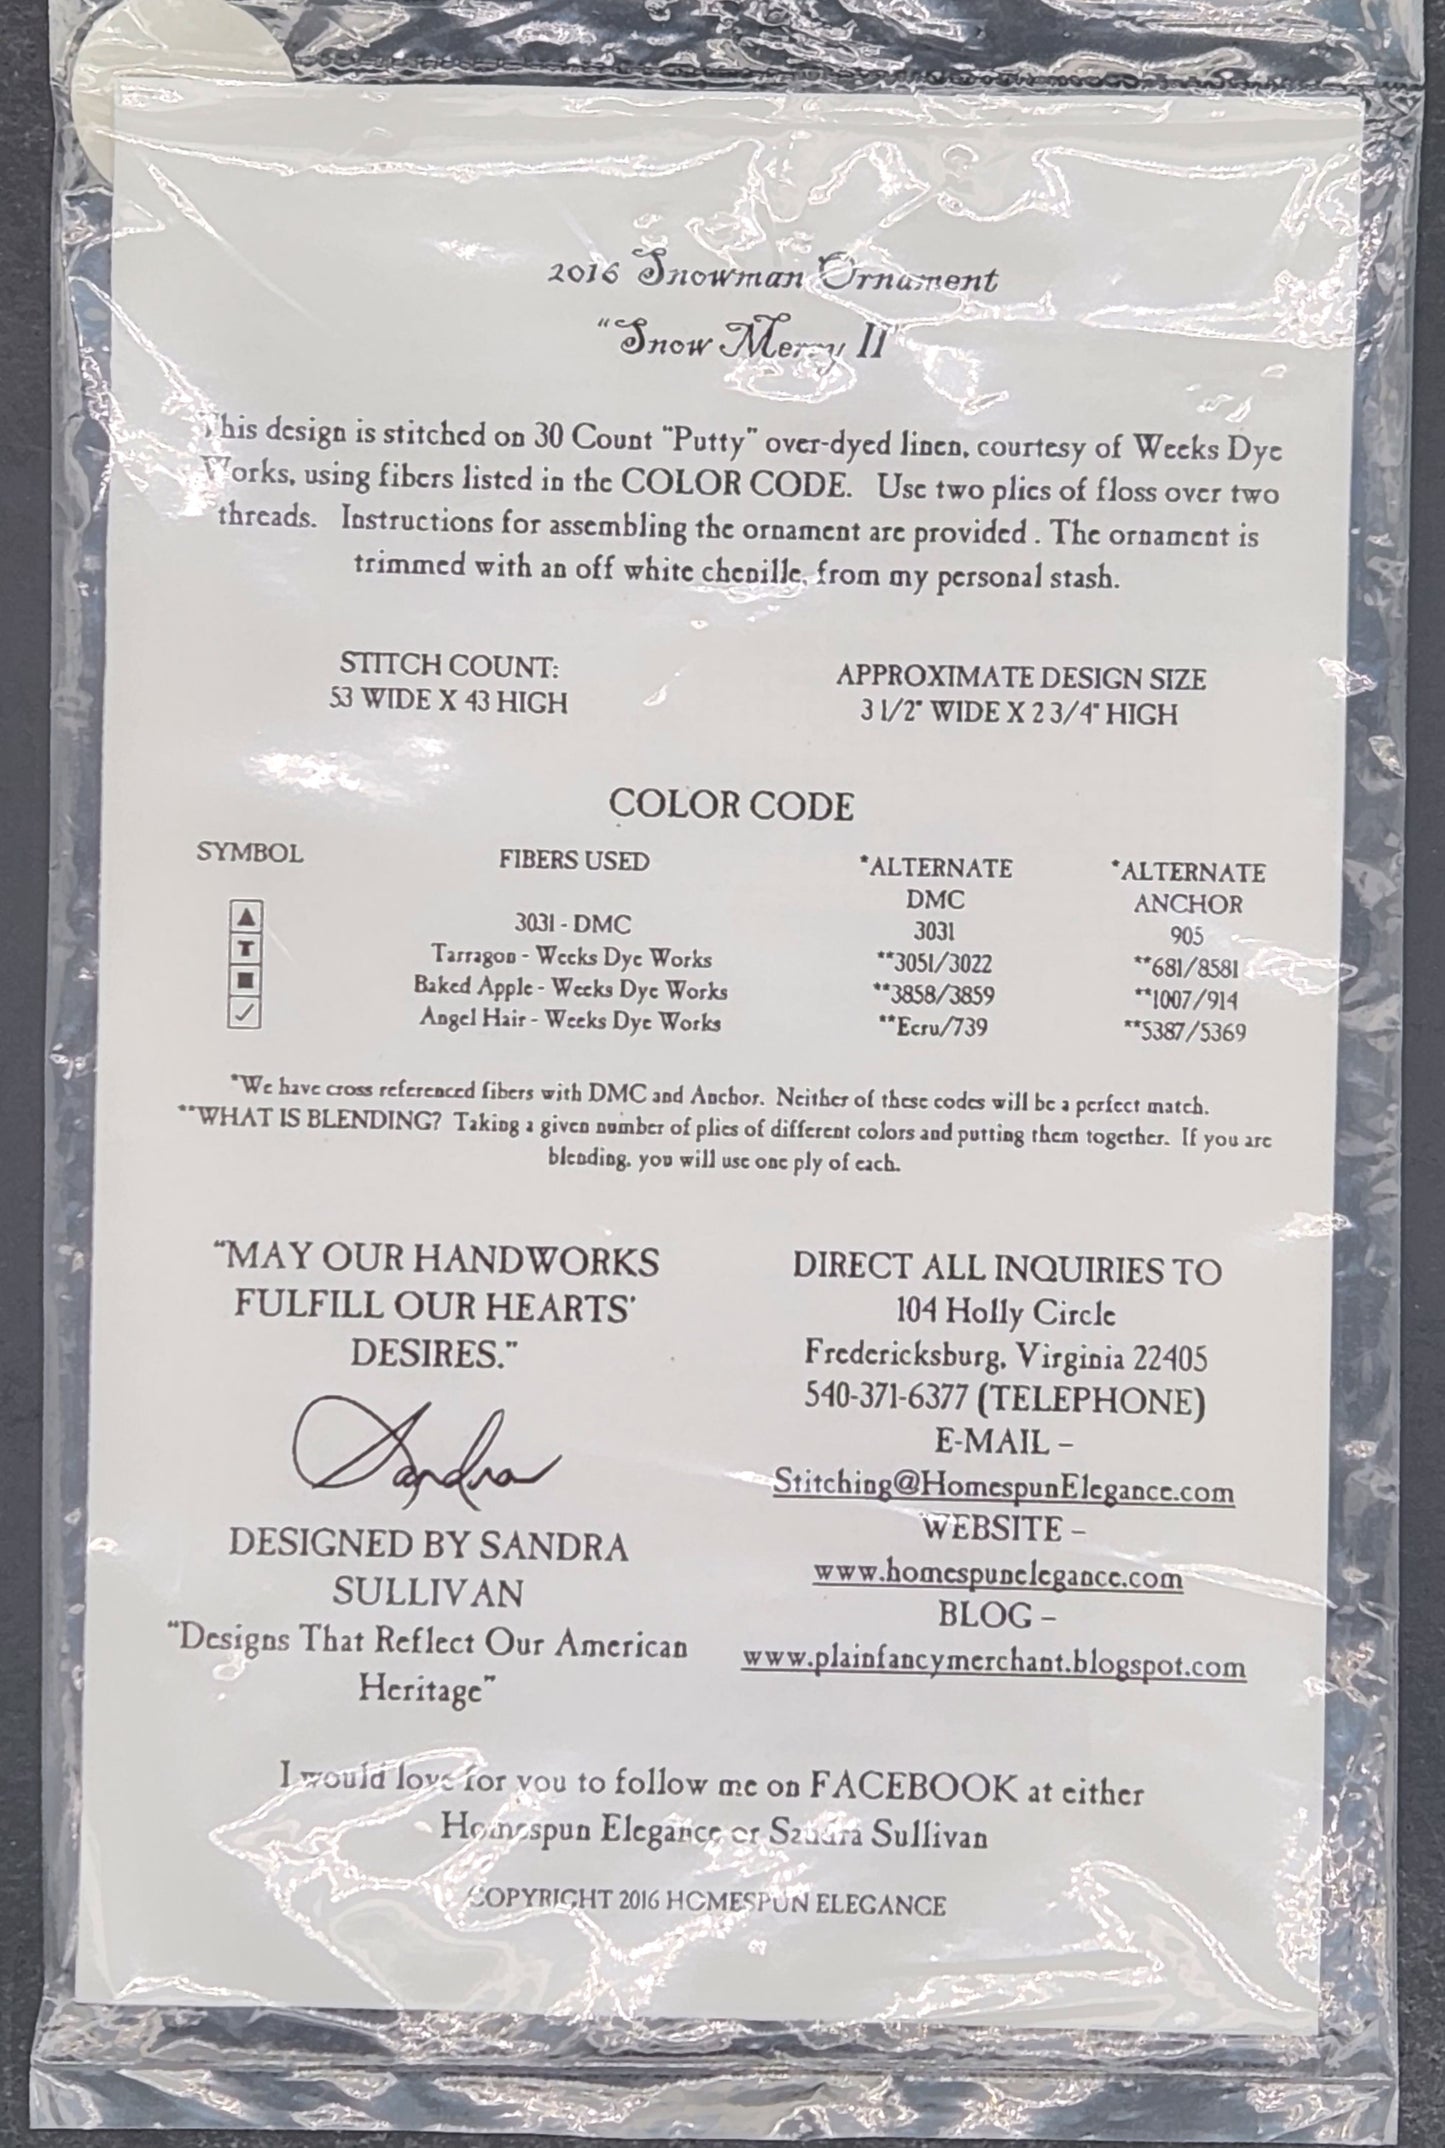 2016 Snowman Ornament
"Snow Merry II"
This design is stitched on 30 Count "Putty" over-dyed linen, courtesy of Weeks Dye
Works, using fibers listed in the COLOR CODE. Use two plies of floss over two
threads. Instructions for assembling the ornament are provided . The ornament is
trimmed with an off white chenille, from my personal stash.
STITCH COUNT:
53 WIDE X 43 HIGH
APPROXIMATE DESIGN SIZE
3 1/2" WIDE X 2 3/4" HIGH
COLOR CODE
SYMBOL FIBERS USED *ALTERNATE DMC *ALTERNATE ANCHOR
▲ 3031 - DMC 3031 905
T Tarragon - Weeks Dye Works **3051/3022 **681/8581
■ Baked Apple - Weeks Dye Works **3858/3859 **1007/914
✓ Angel Hair - Weeks Dye Works **Ecru/739 **5387/5369
*We have cross referenced fibers with DMC and Anchor. Neither of these codes will be a perfect match.
**WHAT IS BLENDING? Taking a given number of plies of different colors and putting them together. If you are
blending, you will use one ply of each.
"MAY OUR HANDWORKS
FULFILL OUR HEARTS'
DESIRES."
Sandra
DESIGNED BY SANDRA
SULLIVAN
"Designs That Reflect Our American
Heritage"
DIRECT ALL INQUIRIES TO
104 Holly Circle
Fredericksburg, Virginia 22405
540-371-6377 (TELEPHONE)
E-MAIL –
Stitching@HomespunElegance.com
WEBSITE –
www.homespunelegance.com
BLOG –
www.plainfancymerchant.blogspot.com
I would love for you to follow me on FACEBOOK at either
Homespun Elegance or Sandra Sullivan
COPYRIGHT 2016 HOMESPUN ELEGANCE